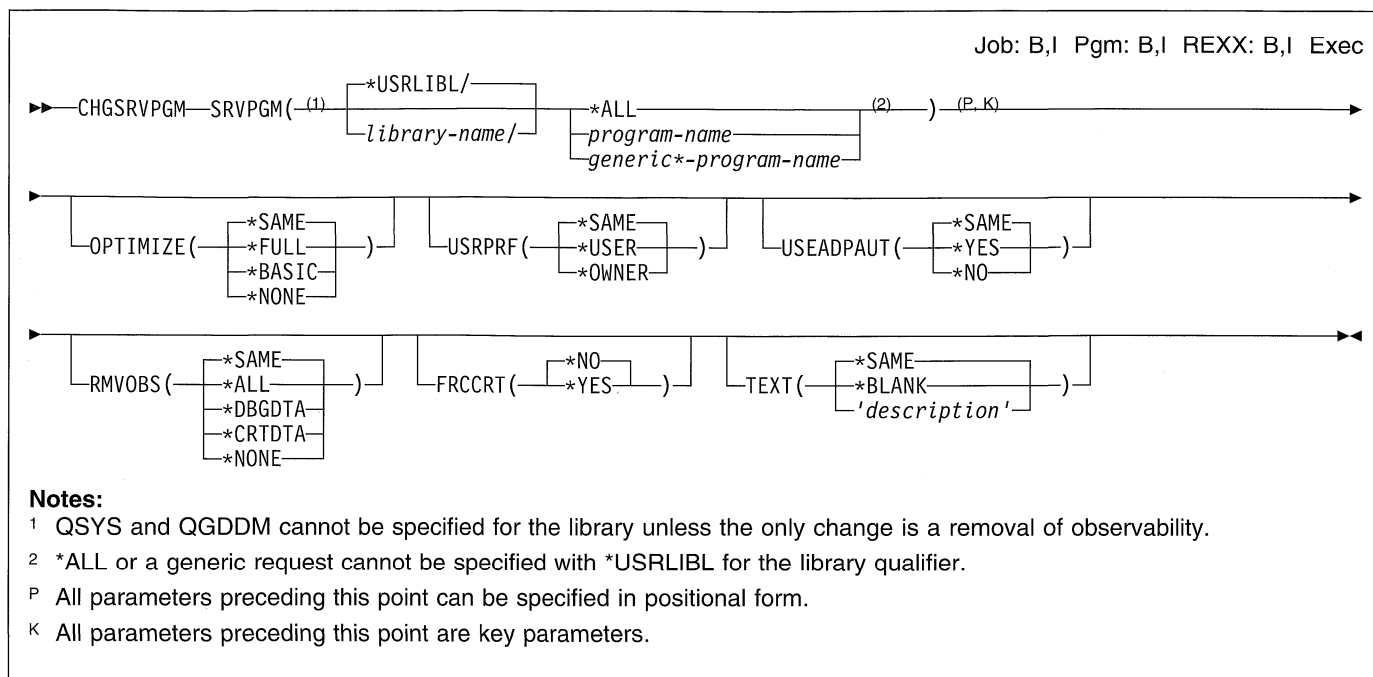 Job: B,I Pgm: B,I REXX: B,I Exec
*USRLIBL/
CHGSRVPGM SRVPGM( (1) *ALL (2) ) (P, K)
library-name/ program-name
generic*-program-name
*SAME *SAME *SAME
OPTIMIZE( *FULL ) USRPRF( *USER ) USEADPAUT( *YES )
*BASIC *OWNER *NO
*NONE
*SAME *NO *SAME
RMVOBS( *ALL ) FRCCRT( *YES ) TEXT( *BLANK )
*DBGDTA 'description'
*CRTDTA
*NONE
Notes:
1 QSYS and QGDDM cannot be specified for the library unless the only change is a removal of observability.
2 *ALL or a generic request cannot be specified with *USRLIBL for the library qualifier.
P All parameters preceding this point can be specified in positional form.
K All parameters preceding this point are key parameters.